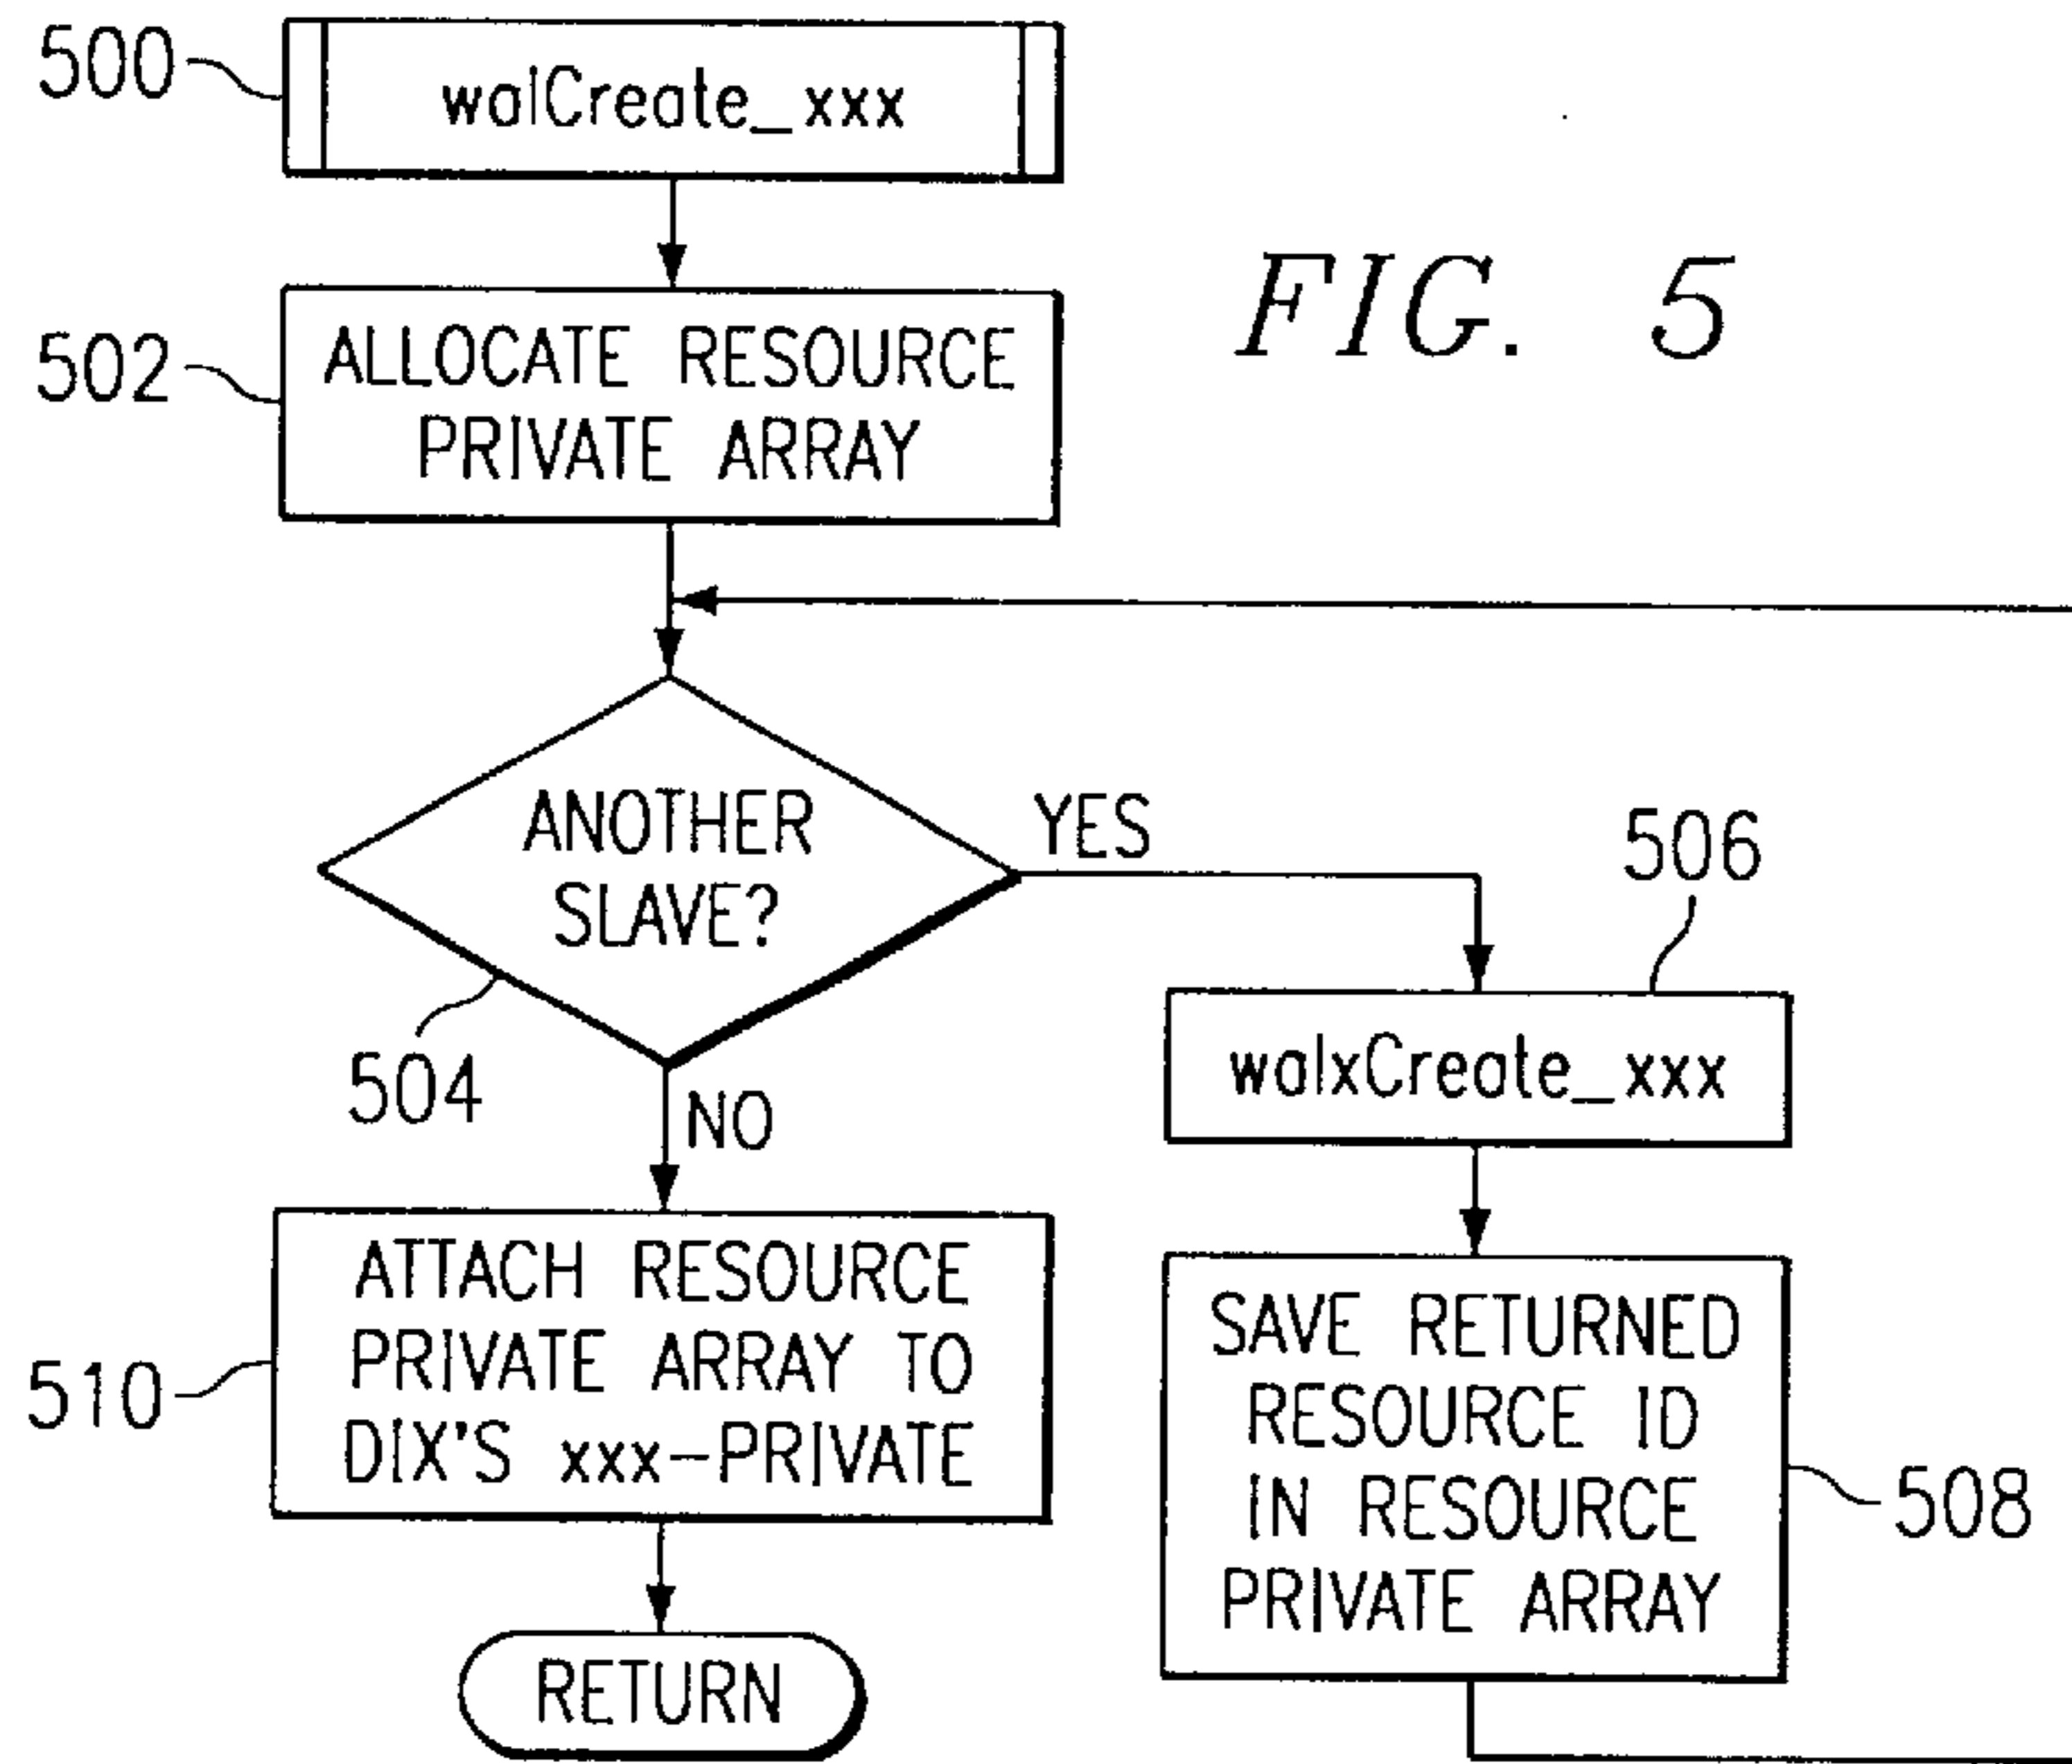 500
walCreate_xxx
FIG. 5
502
ALLOCATE RESOURCE
PRIVATE ARRAY
ANOTHER
SLAVE?
YES
504
NO
506
walxCreate_xxx
510
ATTACH RESOURCE
PRIVATE ARRAY TO
DIX'S xxx-PRIVATE
SAVE RETURNED
RESOURCE ID
IN RESOURCE
PRIVATE ARRAY
508
RETURN